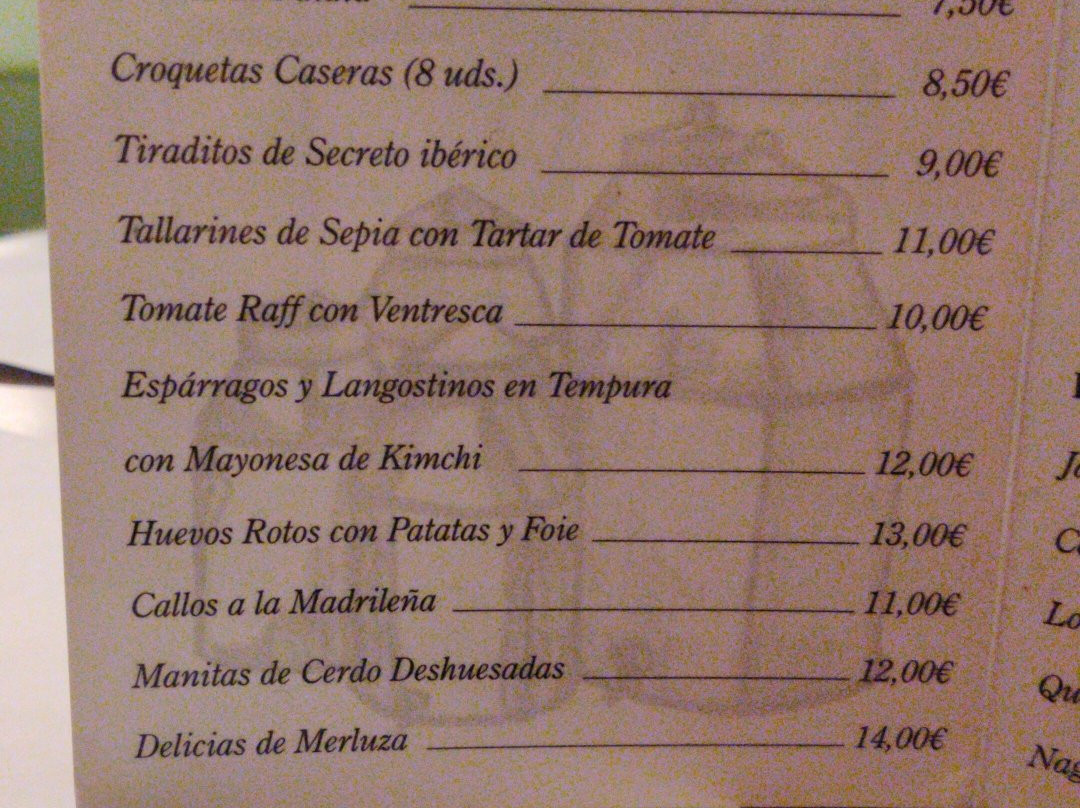 7,50€
Croquetas Caseras (8 uds.) 8,50€
Tiraditos de Secreto ibérico 9,00€
Tallarines de Sepia con Tartar de Tomate 11,00€
Tomate Raff con Ventresca 10,00€
Espárragos y Langostinos en Tempura
con Mayonesa de Kimchi 12,00€
Huevos Rotos con Patatas y Foie 13,00€
Callos a la Madrileña 11,00€
Manitas de Cerdo Deshuesadas 12,00€
Delicias de Merluza 14,00€